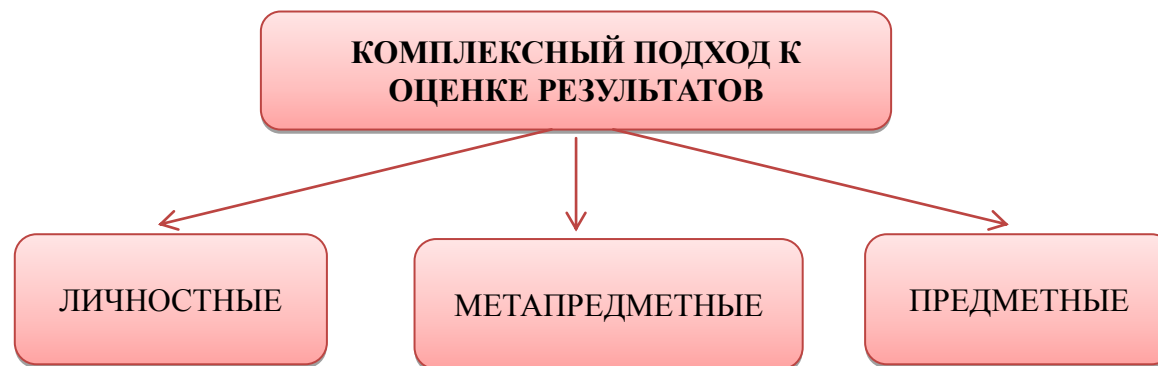 КОМПЛЕКСНЫЙ ПОДХОД К
ОЦЕНКЕ РЕЗУЛЬТАТОВ
ЛИЧНОСТНЫЕ
МЕТАПРЕДМЕТНЫЕ
ПРЕДМЕТНЫЕ